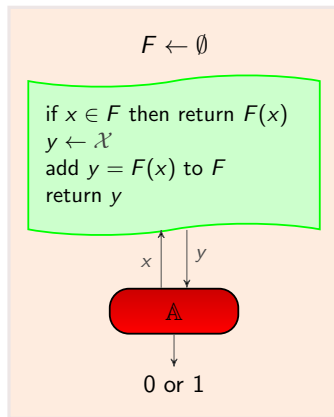 F ← ∅
if x ∈ F then return F(x)
y ← 𝒳
add y = F(x) to F
return y
x
y
𝔸
0 or 1